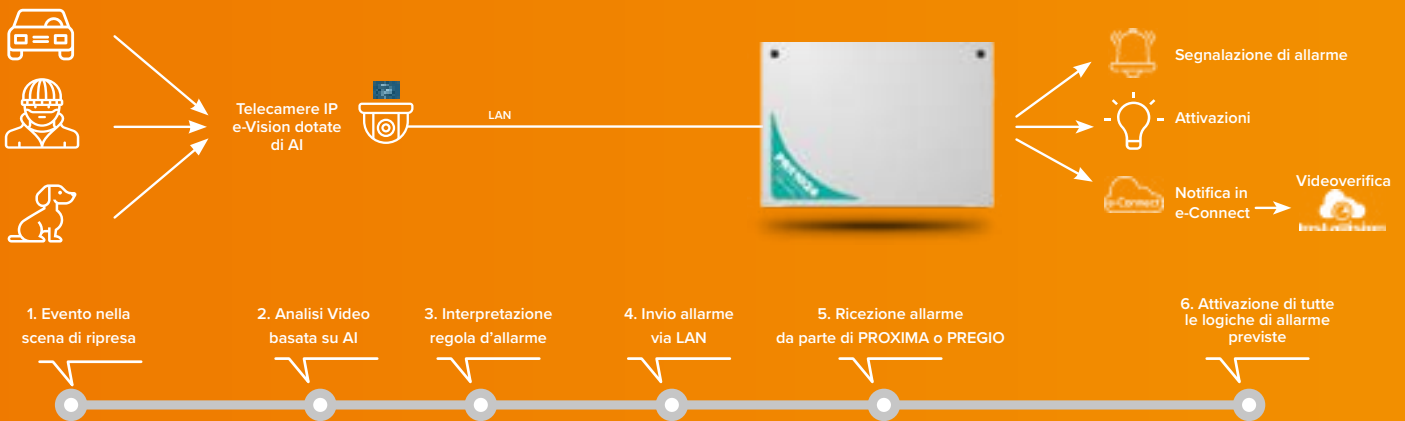 Telecamere IP
e-Vision dotate
di AI
LAN
Segnalazione di allarme
Attivazioni
e-Connect
Notifica in
e-Connect
Videoverifica
1. Evento nella
scena di ripresa
2. Analisi Video
basata su AI
3. Interpretazione
regola d'allarme
4. Invio allarme
via LAN
5. Ricezione allarme
da parte di PROXIMA o PREGIO
6. Attivazione di tutte
le logiche di allarme
previste